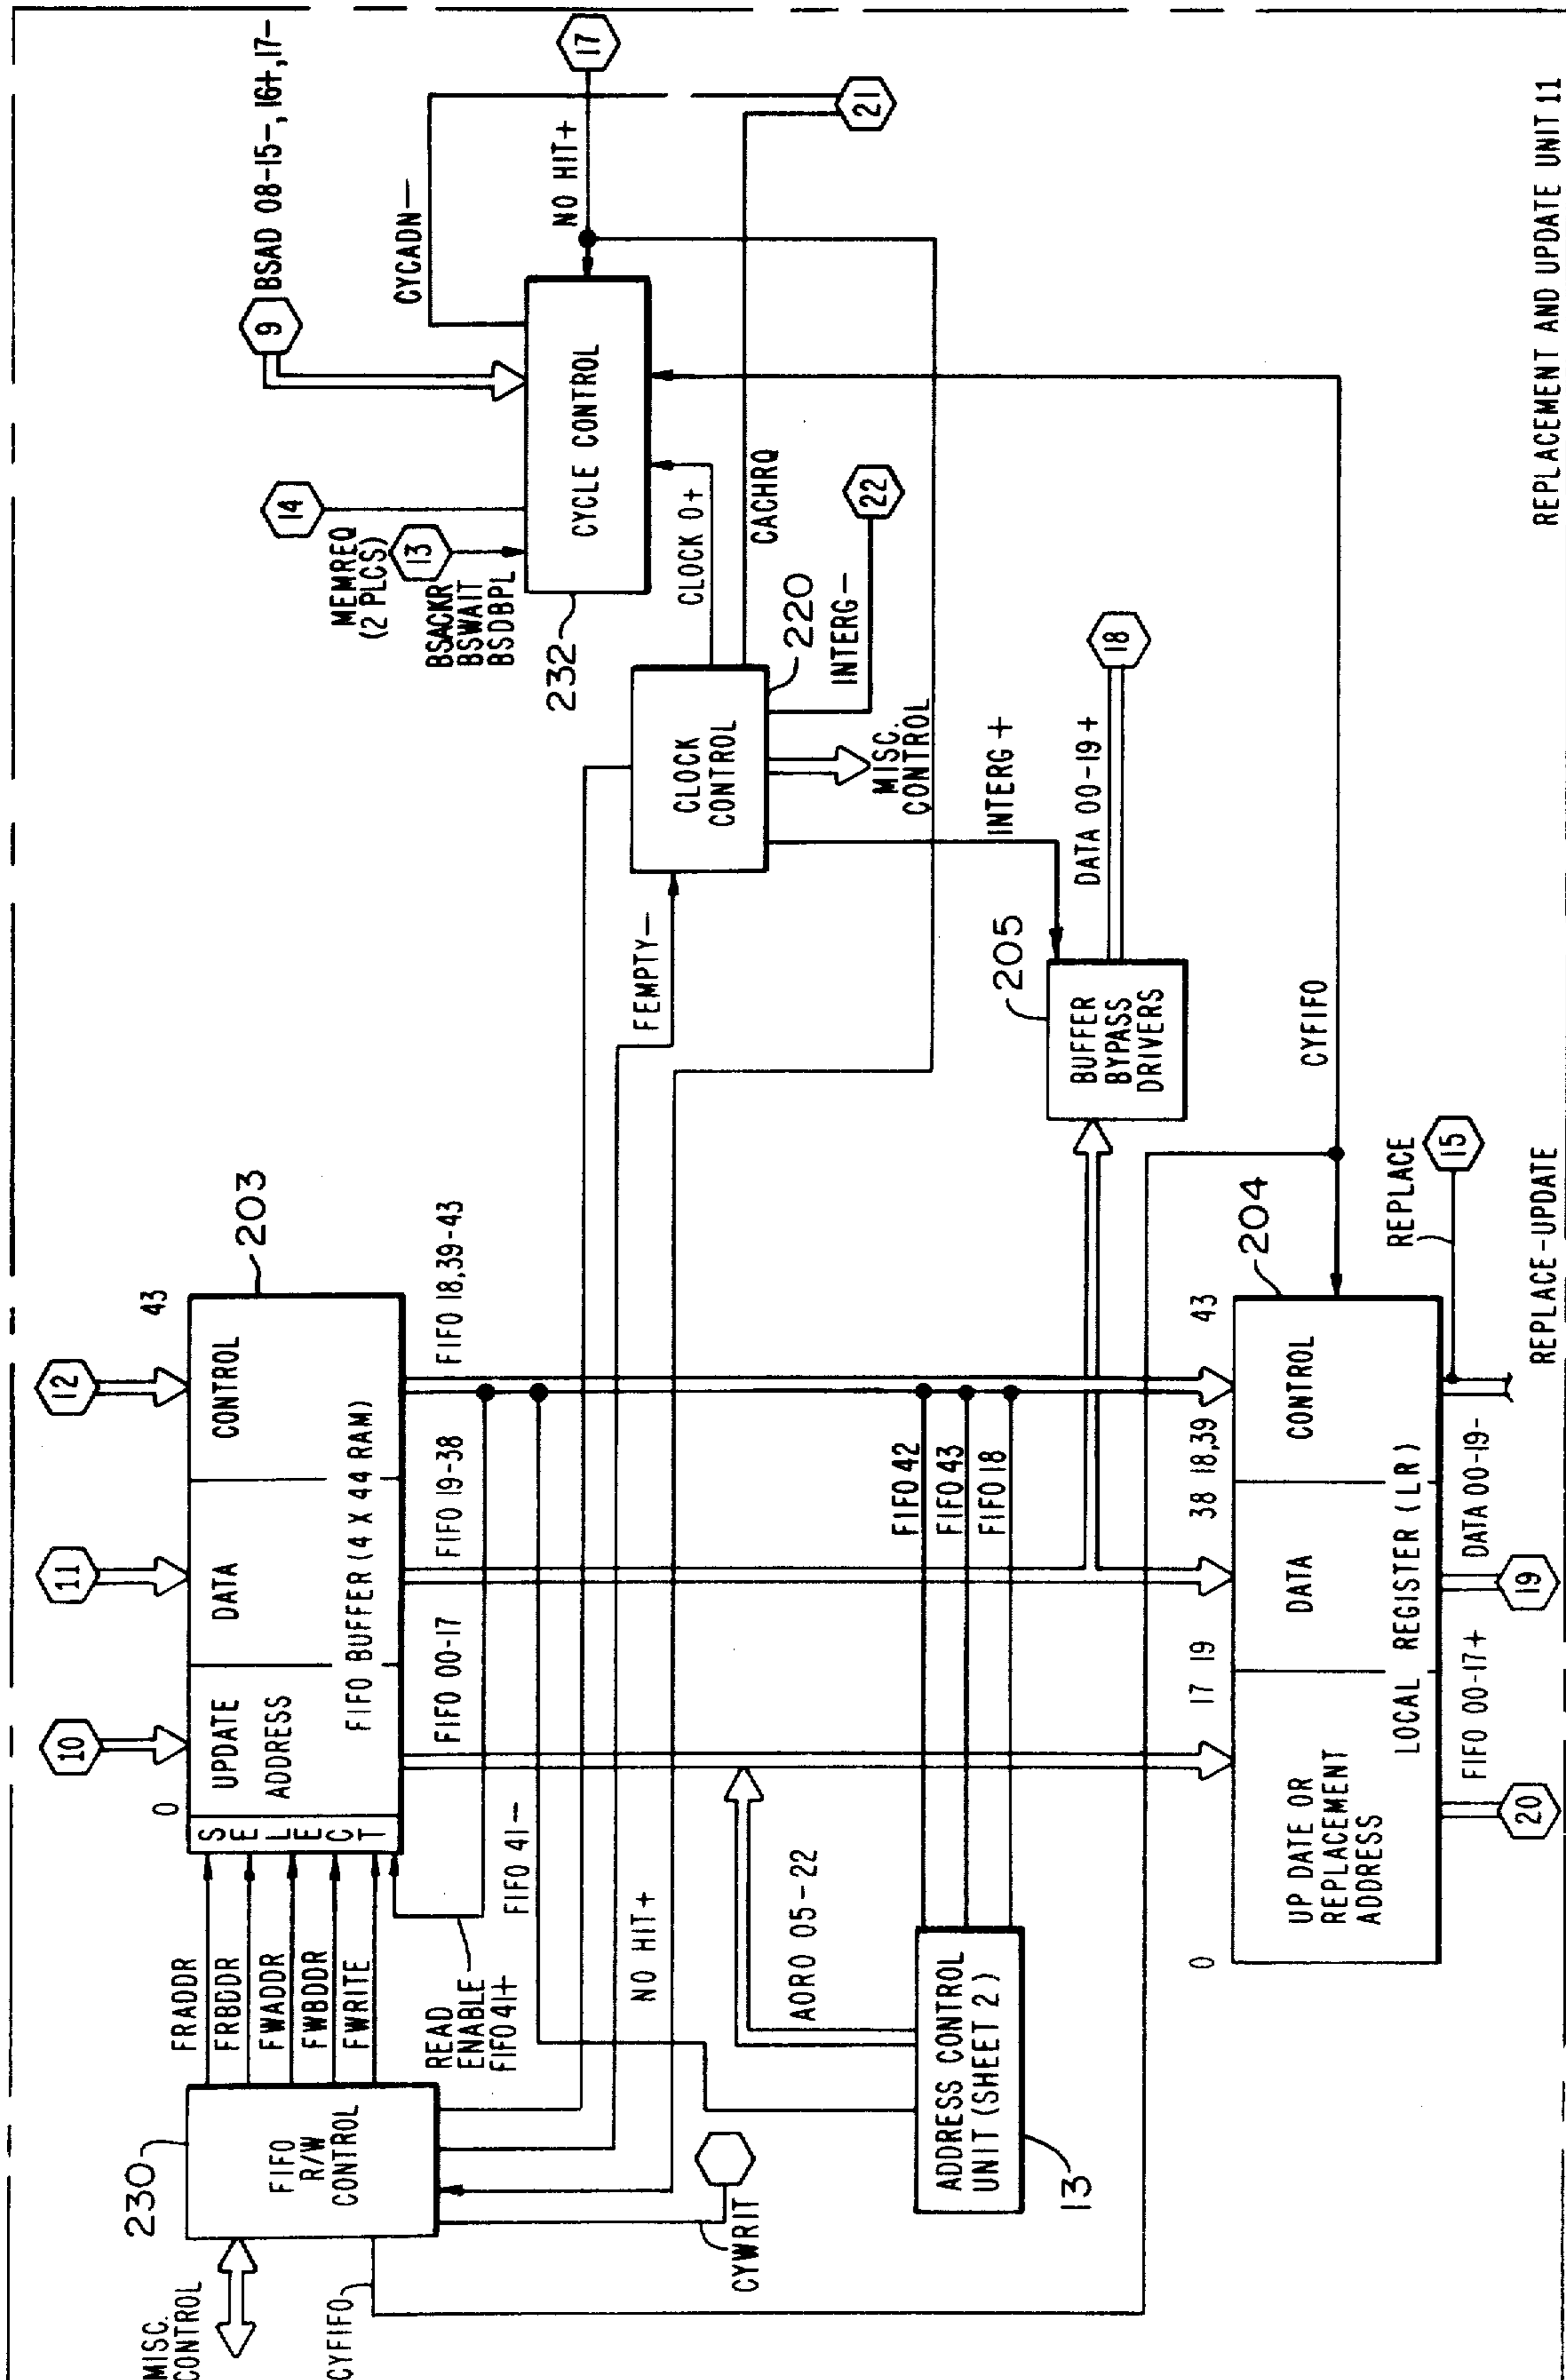 MISC.
CONTROL
230
FIFO
R/W
CONTROL
CYFIFO
CYWRIT
FRADDR
FRBDDR
FWADDR
FWBDDR
FWRITE
READ
ENABLE
FIFO 41+
FIFO 41-
NO HIT+
10
11
12
0
43
SELECT
UPDATE
ADDRESS
DATA
CONTROL
FIFO BUFFER (4 X 44 RAM)
203
FIFO 00-17
FIFO 19-38
FIFO 18,39-43
AORO 05-22
ADDRESS CONTROL
UNIT (SHEET 2)
13
FIFO 42
FIFO 43
FIFO 18
0
17 19
38 18,39
43
UP DATE OR
REPLACEMENT
ADDRESS
DATA
CONTROL
LOCAL REGISTER (LR)
204
FIFO 00-17+
20
DATA 00-19-
19
REPLACE
15
REPLACE-UPDATE
CYFIFO
BUFFER
BYPASS
DRIVERS
205
DATA 00-19+
18
INTERG+
FEMPTY-
CLOCK
CONTROL
220
MISC.
CONTROL
INTERG-
22
CLOCK 0+
CACHRQ
CYCLE CONTROL
232
MEMREQ
(2 PLCS)
14
13
BSACKR
BSWAIT
BSDBPL
9
BSAD 08-15-, 16+,17-
CYCADN-
NO HIT+
17
21
REPLACEMENT AND UPDATE UNIT 11